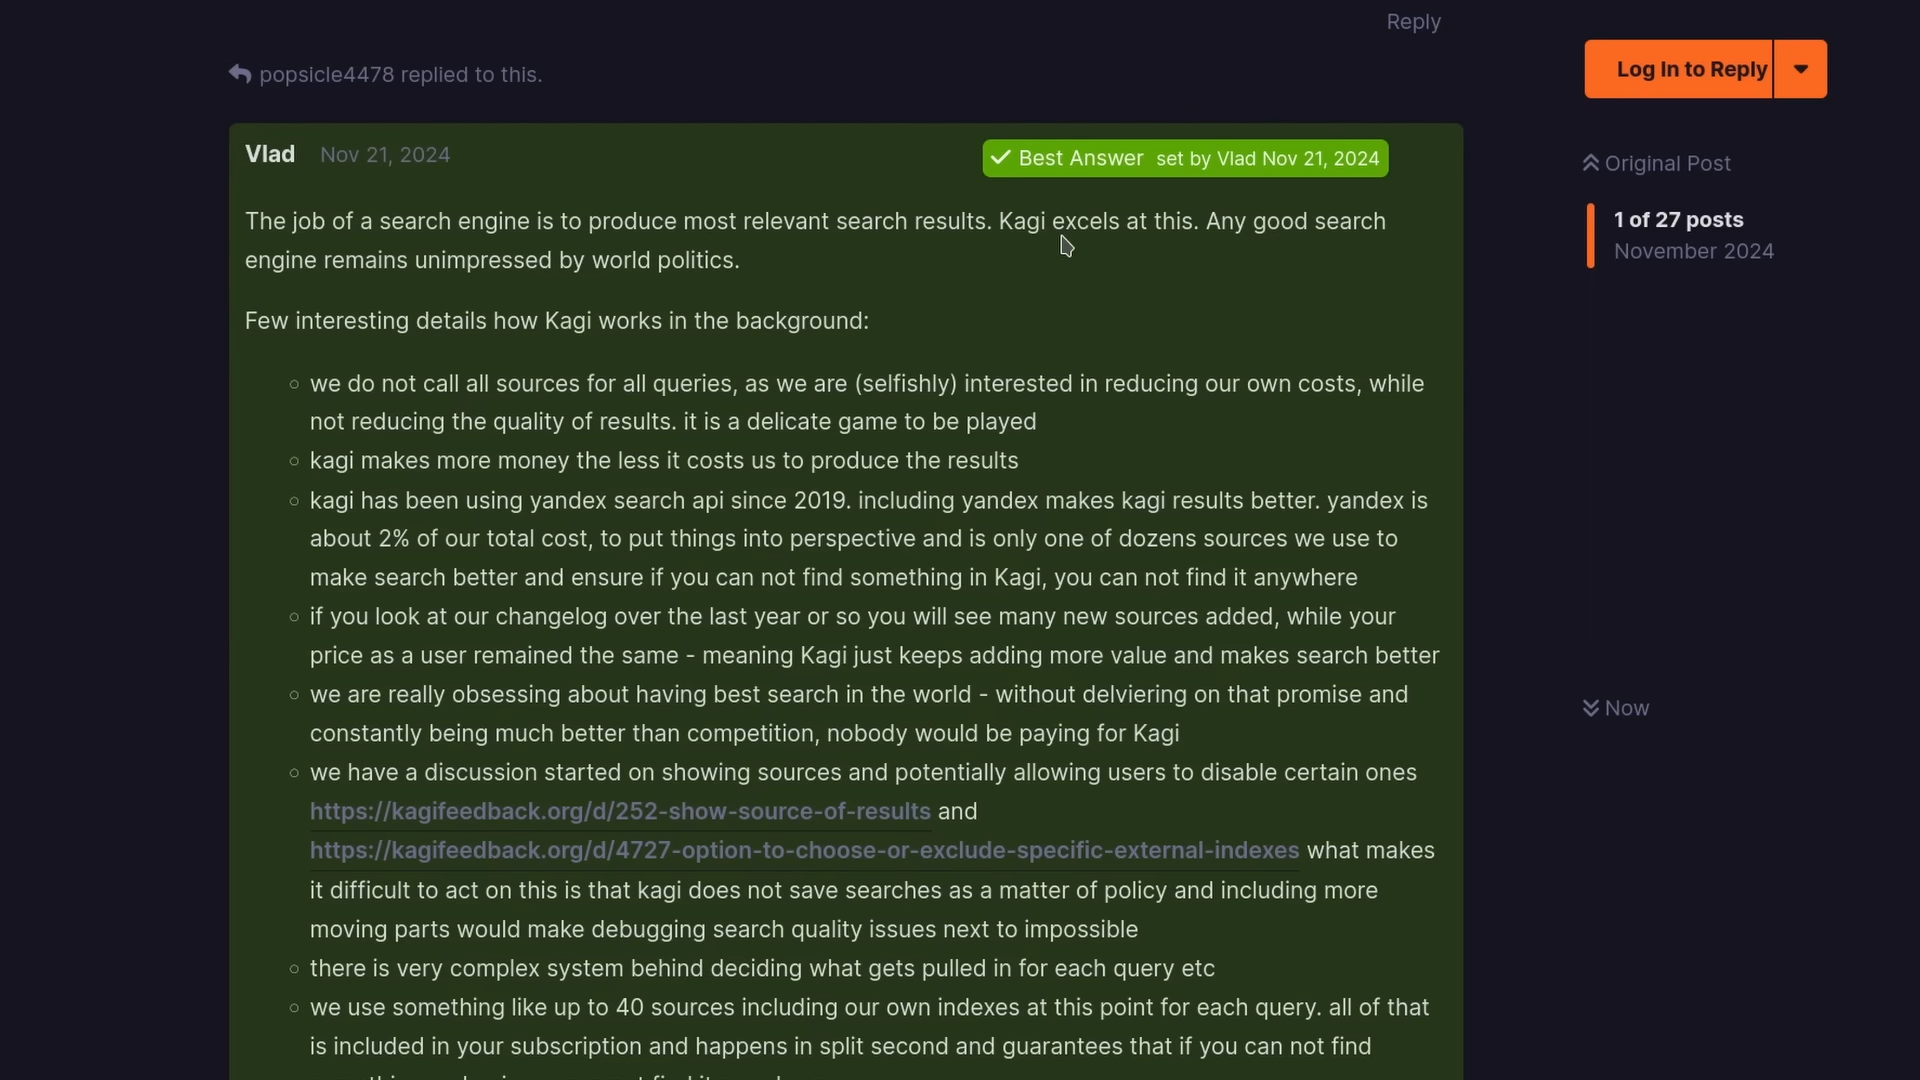 Reply
popsicle4478 replied to this.
Log In to Reply
Vlad Nov 21, 2024
Best Answer set by Vlad Nov 21, 2024
Original Post
1 of 27 posts
November 2024
The job of a search engine is to produce most relevant search results. Kagi excels at this. Any good search
engine remains unimpressed by world politics.
Few interesting details how Kagi works in the background:
we do not call all sources for all queries, as we are (selfishly) interested in reducing our own costs, while
not reducing the quality of results. it is a delicate game to be played
kagi makes more money the less it costs us to produce the results
kagi has been using yandex search api since 2019. including yandex makes kagi results better. yandex is
about 2% of our total cost, to put things into perspective and is only one of dozens sources we use to
make search better and ensure if you can not find something in Kagi, you can not find it anywhere
if you look at our changelog over the last year or so you will see many new sources added, while your
price as a user remained the same - meaning Kagi just keeps adding more value and makes search better
we are really obsessing about having best search in the world - without delviering on that promise and
constantly being much better than competition, nobody would be paying for Kagi
Now
we have a discussion started on showing sources and potentially allowing users to disable certain ones
https://kagifeedback.org/d/252-show-source-of-results and
https://kagifeedback.org/d/4727-option-to-choose-or-exclude-specific-external-indexes what makes
it difficult to act on this is that kagi does not save searches as a matter of policy and including more
moving parts would make debugging search quality issues next to impossible
there is very complex system behind deciding what gets pulled in for each query etc
we use something like up to 40 sources including our own indexes at this point for each query. all of that
is included in your subscription and happens in split second and guarantees that if you can not find